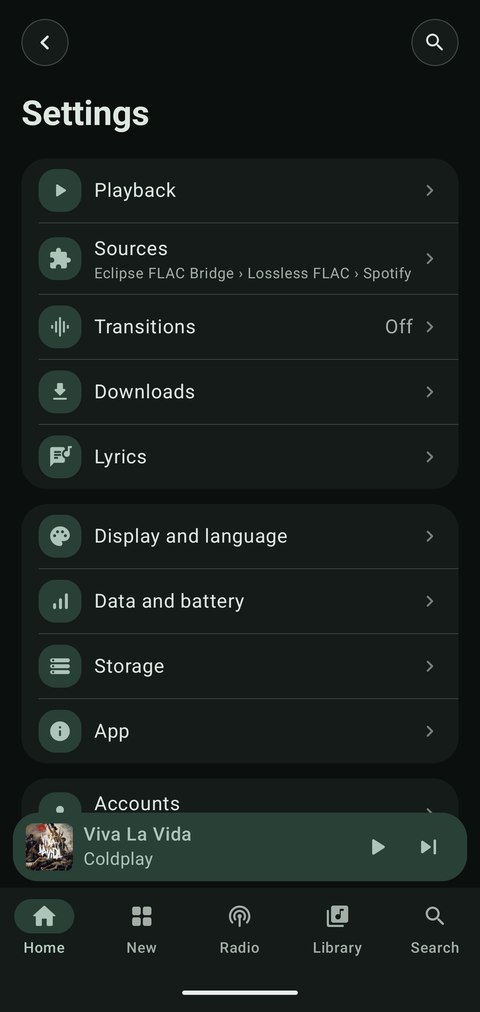 Settings
Playback
Sources
Eclipse FLAC Bridge › Lossless FLAC › Spotify
Transitions
Off
Downloads
Lyrics
Display and language
Data and battery
Storage
App
Accounts
Viva La Vida
Coldplay
Home
New
Radio
Library
Search